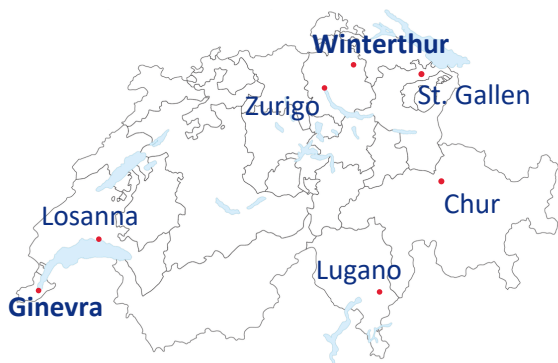 Winterthur
St. Gallen
Zurigo
Chur
Losanna
Lugano
Ginevra